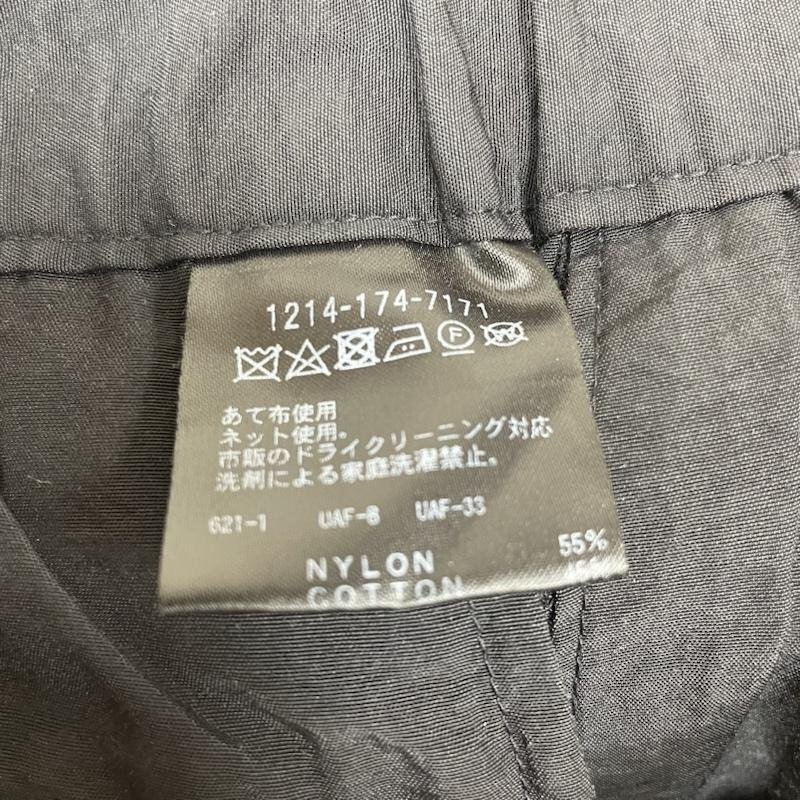 1214-174-7171
F W
あて布使用
ネット使用。
市販のドライクリーニング対応
洗剤による家庭洗濯禁止。
621-1 UAF-8 UAF-33
NYLON 55%
COTTON